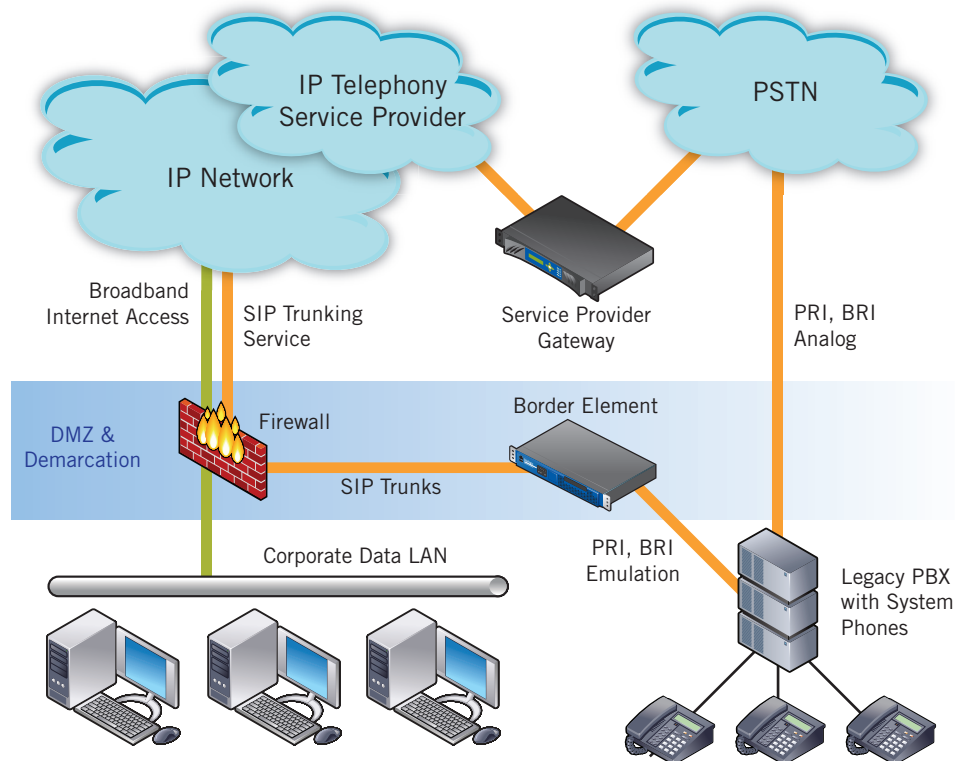 IP Telephony
Service Provider
PSTN
IP Network
Broadband
Internet Access
SIP Trunking
Service
Service Provider
Gateway
PRI, BRI
Analog
DMZ &
Demarcation
Firewall
Border Element
SIP Trunks
Corporate Data LAN
PRI, BRI
Emulation
Legacy PBX
with System
Phones